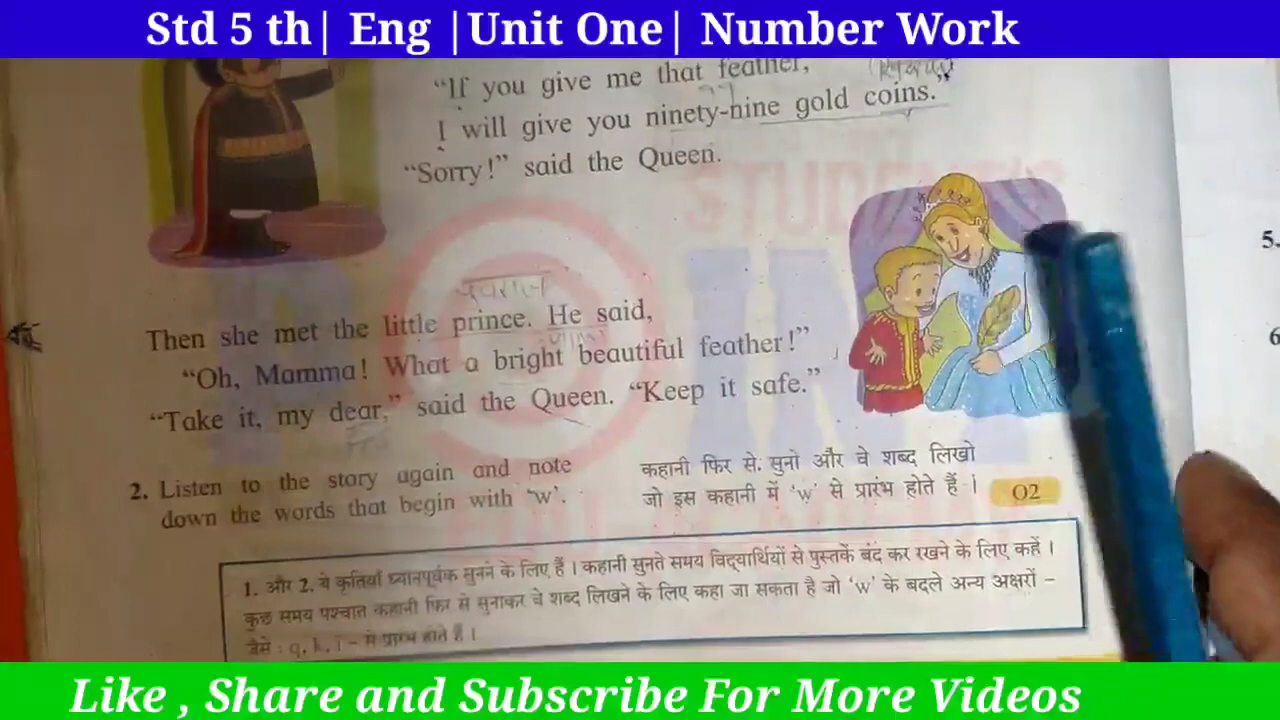 Std 5 th| Eng |Unit One| Number Work
"If you give me that feather,
I will give you ninety-nine gold coins."
"Sorry!" said the Queen.
युवराज
Then she met the little prince. He said,
"Oh, Mamma! What a bright beautiful feather!"
"Take it, my dear," said the Queen. "Keep it safe."
2. Listen to the story again and note
down the words that begin with 'w'.
कहानी फिर से सुनो और वे शब्द लिखो
जो इस कहानी में 'w' से प्रारंभ होते हैं ।
O2
1. और 2. ये कृतियाँ ध्यानपूर्वक सुनने के लिए हैं । कहानी सुनते समय विद्यार्थियों से पुस्तकें बंद कर रखने के लिए कहें ।
कुछ समय पश्चात कहानी फिर से सुनाकर वे शब्द लिखने के लिए कहा जा सकता है जो 'w' के बदले अन्य अक्षरों –
जैसे : q, k, i – से प्रारंभ होते हैं ।
5.
6
STUDENT'S
POINT
Like , Share and Subscribe For More Videos